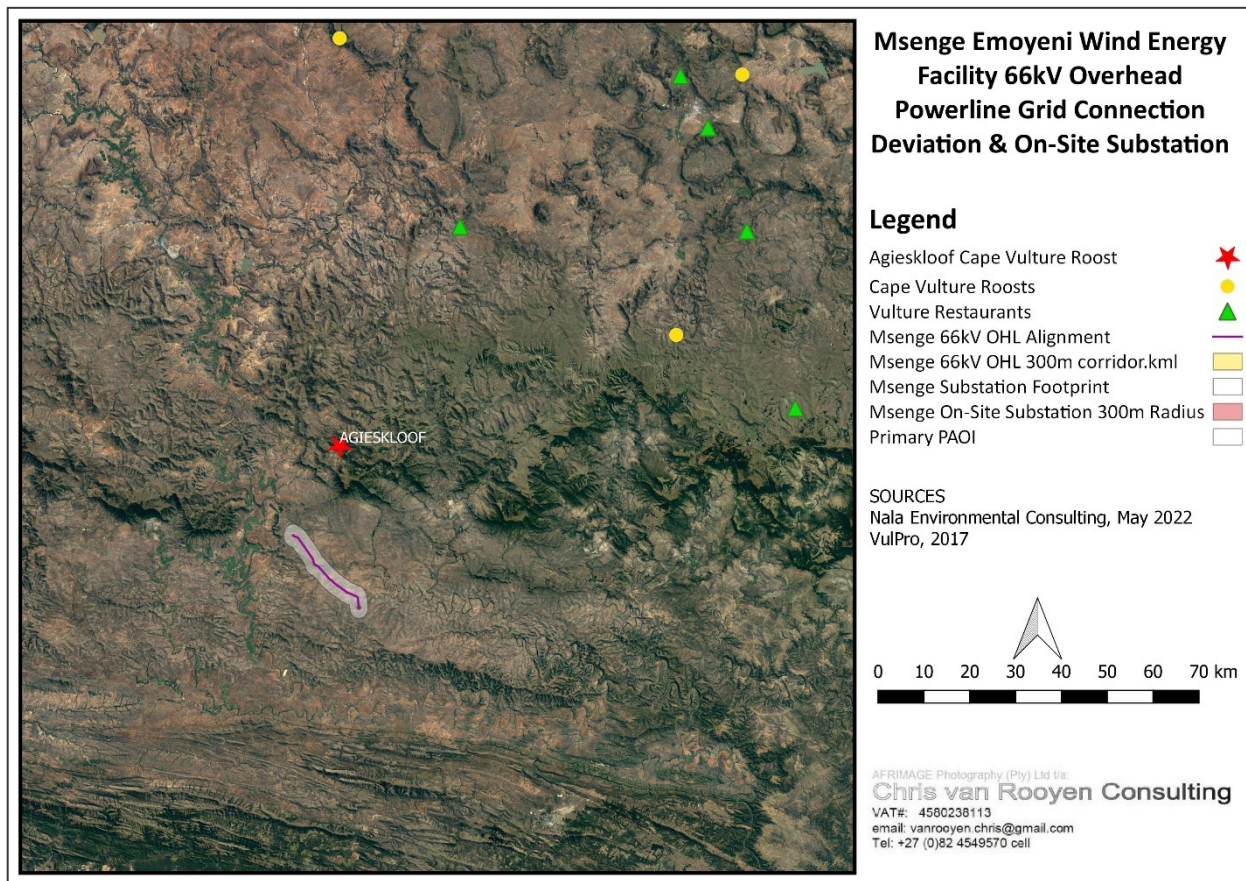 Msenge Emoyeni Wind Energy
Facility 66kV Overhead
Powerline Grid Connection
Deviation & On-Site Substation
Legend
Agieskloof Cape Vulture Roost
Cape Vulture Roosts
Vulture Restaurants
Msenge 66kV OHL Alignment
Msenge 66kV OHL 300m corridor.kml
Msenge Substation Footprint
Msenge On-Site Substation 300m Radius
Primary PAOI
AGIESKLOOF
SOURCES
Nala Environmental Consulting, May 2022
VulPro, 2017
0 10 20 30 40 50 60 70 km
AFRIMAGE Photography (Pty) Ltd t/a:
Chris van Rooyen Consulting
VAT#: 4580238113
email: vanrooyen.chris@gmail.com
Tel: +27 (0)82 4549570 cell